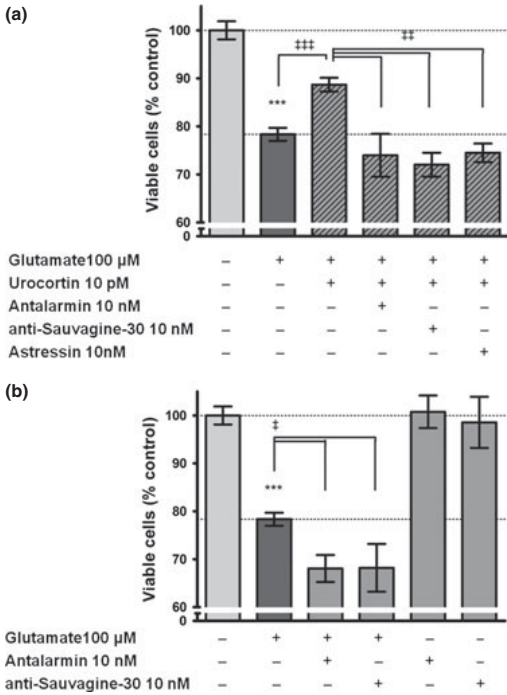 (a)
Viable cells (% control)
100
90
80
70
60
0
***
‡‡‡
‡‡
Glutamate100 µM – + + + + +
Urocortin 10 pM – – + + + +
Antalarmin 10 nM – – – + – –
anti-Sauvagine-30 10 nM – – – – + –
Astressin 10nM – – – – – +
(b)
Viable cells (% control)
100
90
80
70
60
0
***
‡
Glutamate100 µM – + + + – –
Antalarmin 10 nM – – + – + –
anti-Sauvagine-30 10 nM – – – + – +